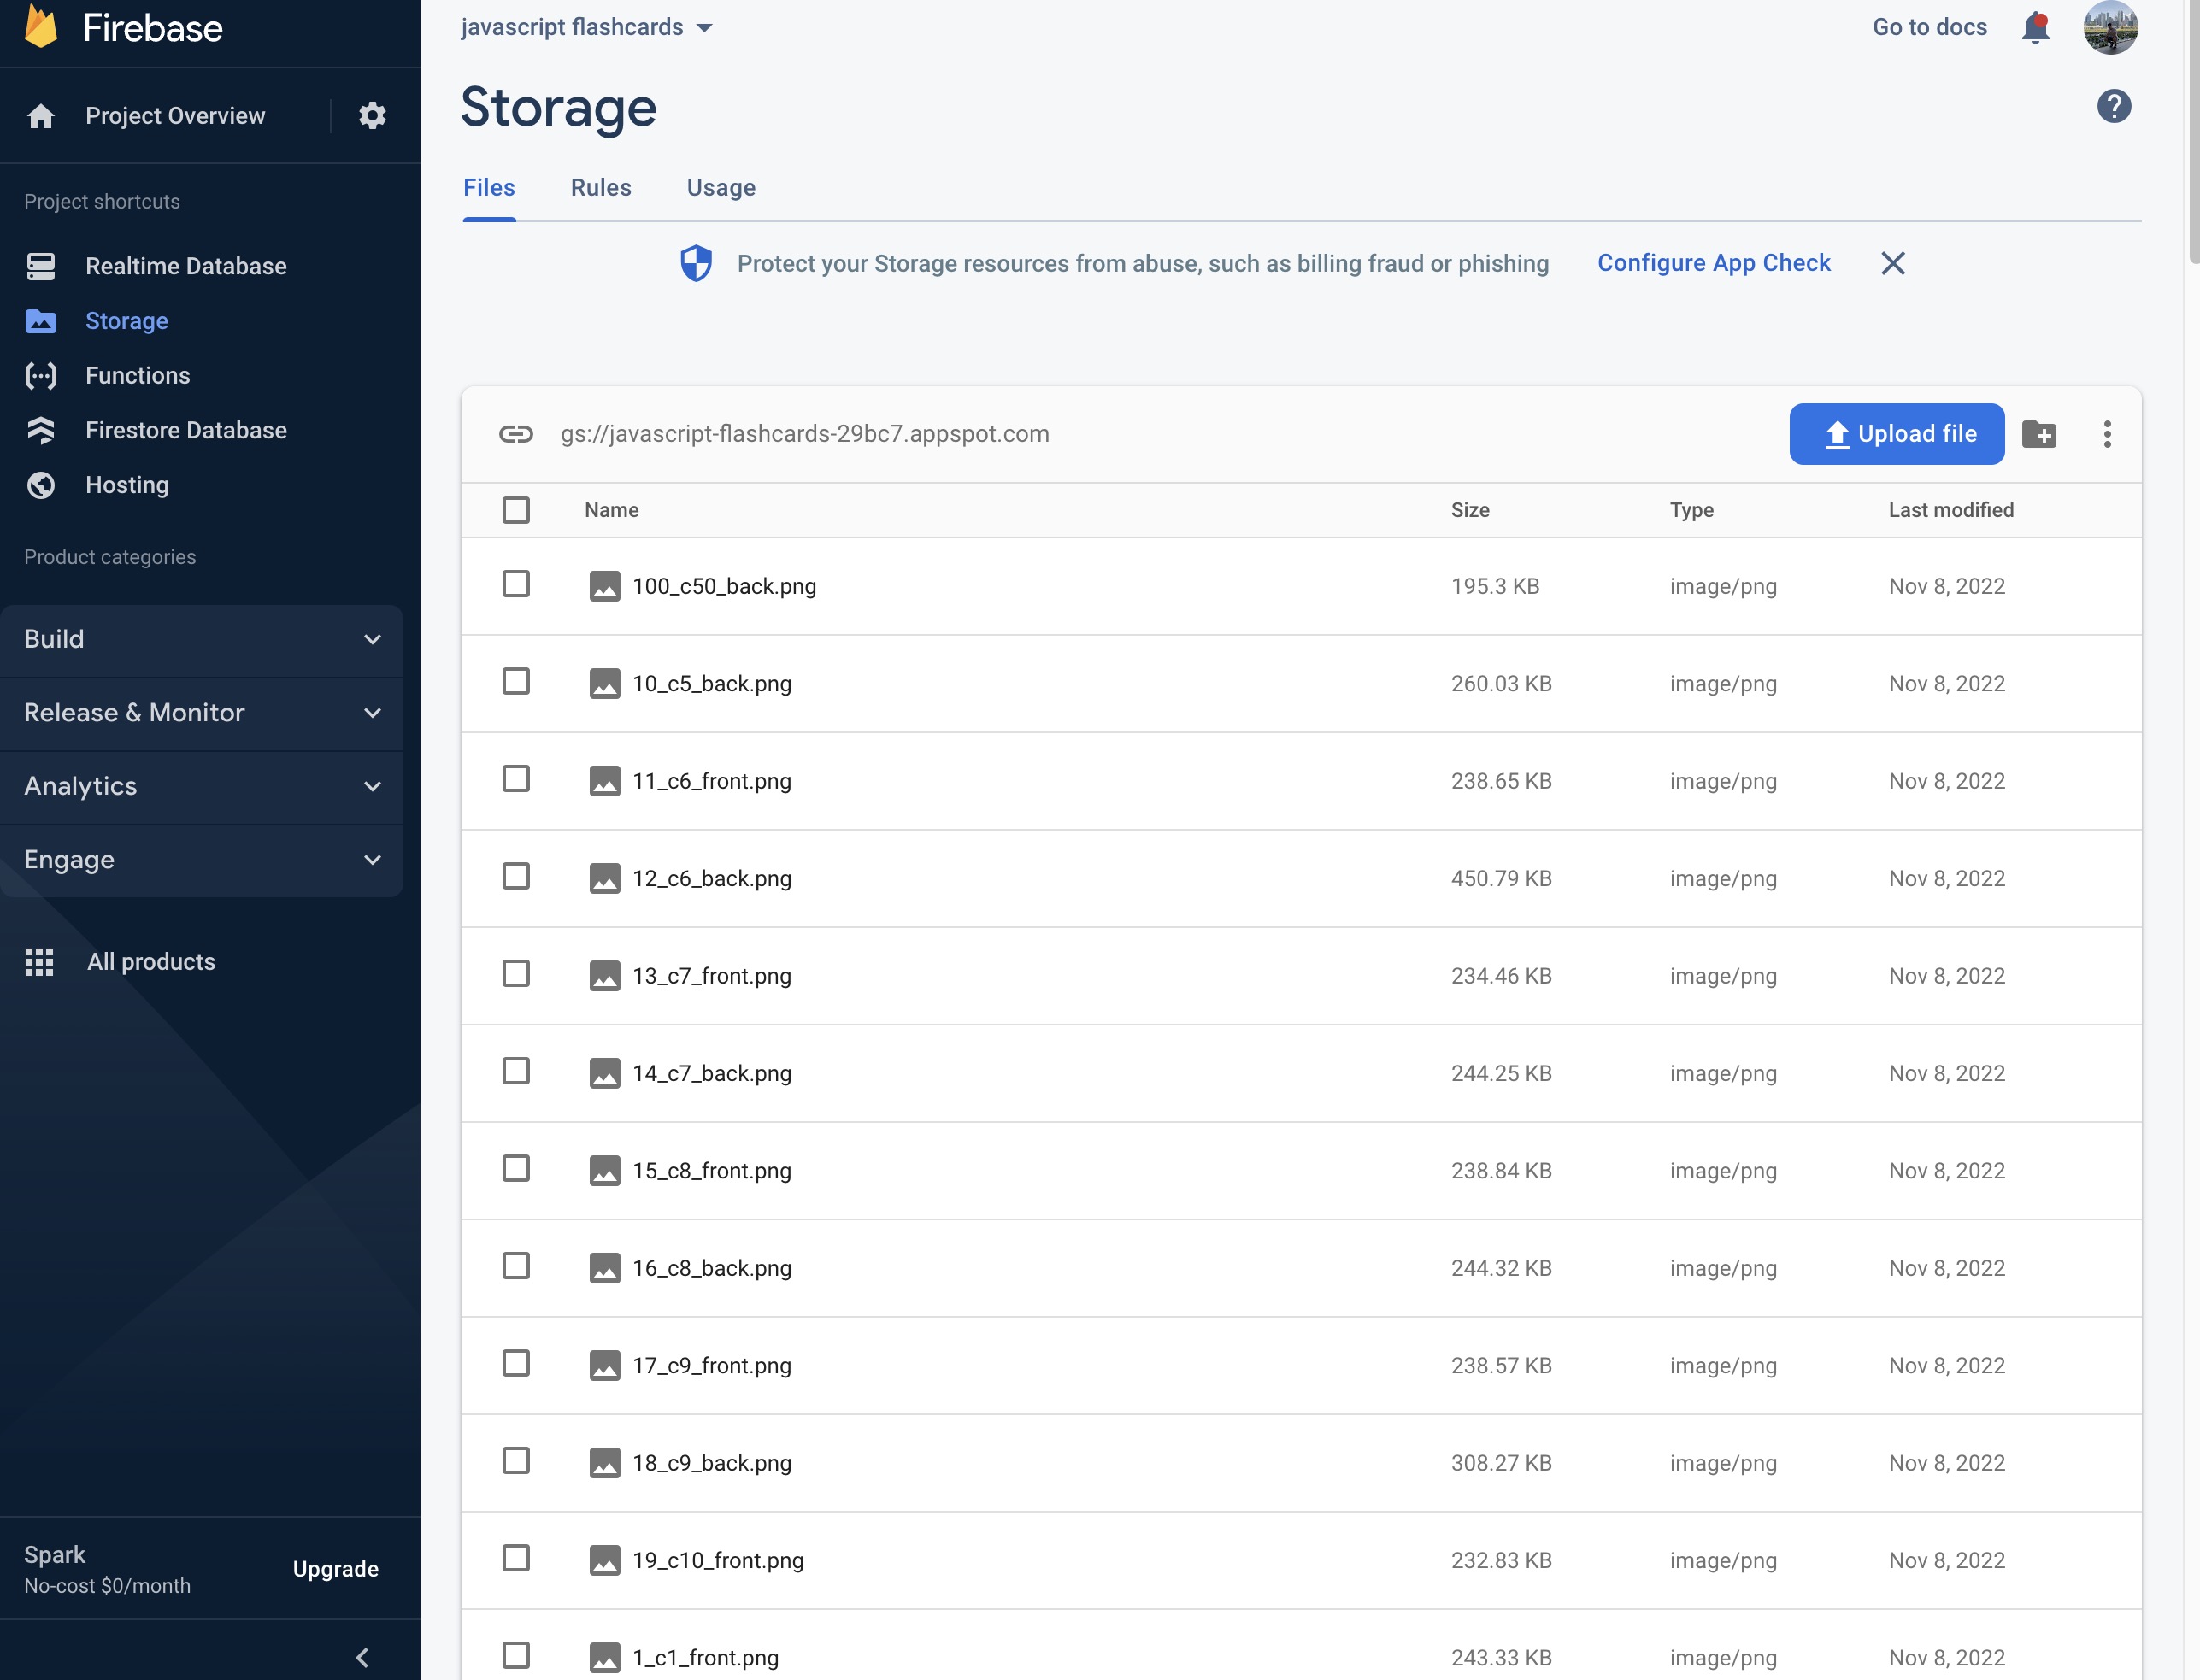 Firebase
Project Overview
Project shortcuts
Realtime Database
Storage
Functions
Firestore Database
Hosting
Product categories
Build
Release & Monitor
Analytics
Engage
All products
Spark
No-cost $0/month
Upgrade
javascript flashcards
Go to docs
Storage
Files Rules Usage
Protect your Storage resources from abuse, such as billing fraud or phishing Configure App Check
gs://javascript-flashcards-29bc7.appspot.com Upload file
Name Size Type Last modified
100_c50_back.png 195.3 KB image/png Nov 8, 2022
10_c5_back.png 260.03 KB image/png Nov 8, 2022
11_c6_front.png 238.65 KB image/png Nov 8, 2022
12_c6_back.png 450.79 KB image/png Nov 8, 2022
13_c7_front.png 234.46 KB image/png Nov 8, 2022
14_c7_back.png 244.25 KB image/png Nov 8, 2022
15_c8_front.png 238.84 KB image/png Nov 8, 2022
16_c8_back.png 244.32 KB image/png Nov 8, 2022
17_c9_front.png 238.57 KB image/png Nov 8, 2022
18_c9_back.png 308.27 KB image/png Nov 8, 2022
19_c10_front.png 232.83 KB image/png Nov 8, 2022
1_c1_front.png 243.33 KB image/png Nov 8, 2022